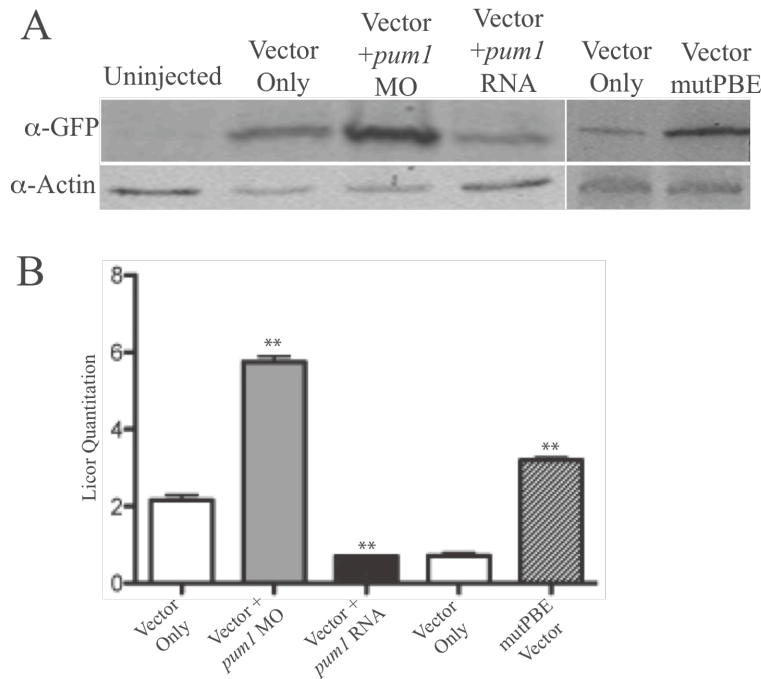 A
Uninjected
Vector
Only
Vector
+pum1
MO
Vector
+pum1
RNA
Vector
Only
Vector
mutPBE
α-GFP
α-Actin
B
Licor Quantitation
8
6
4
2
0
**
**
**
Vector
Only
Vector +
pum1 MO
Vector +
pum1 RNA
Vector
Only
mutPBE
Vector